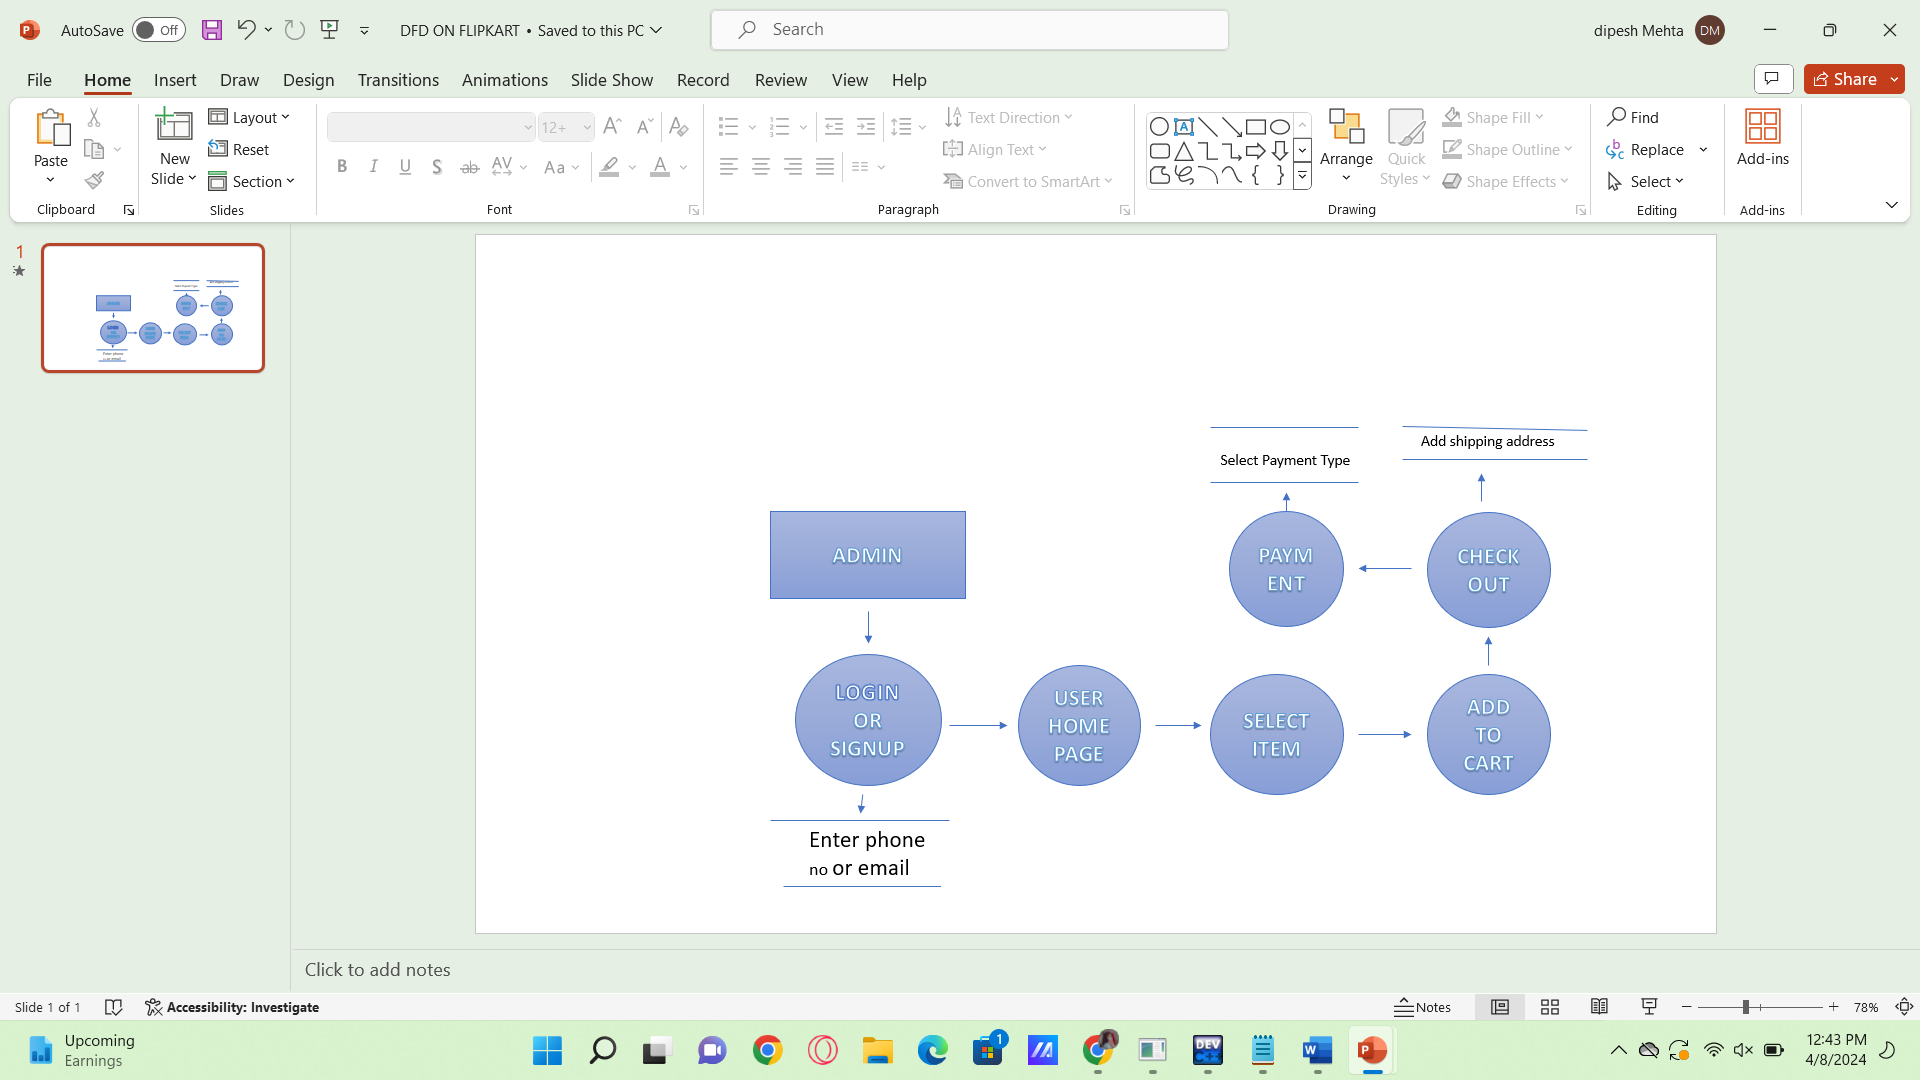 AutoSave Off DFD ON FLIPKART • Saved to this PC Search dipesh Mehta DM
File Home Insert Draw Design Transitions Animations Slide Show Record Review View Help Share
Paste
New
Slide
Layout
Reset
Section
12+
Text Direction
Align Text
Convert to SmartArt
Arrange
Quick
Styles
Shape Fill
Shape Outline
Shape Effects
Find
Replace
Select
Add-ins
Clipboard Slides Font Paragraph Drawing Editing Add-ins
1
Select Payment Type
Add shipping address
ADMIN
PAYM
ENT
CHECK
OUT
LOGIN
OR
SIGNUP
USER
HOME
PAGE
SELECT
ITEM
ADD
TO
CART
Enter phone
no or email
Click to add notes
Slide 1 of 1 Accessibility: Investigate Notes 78%
Upcoming
Earnings
1
DEV
C++
12:43 PM
4/8/2024